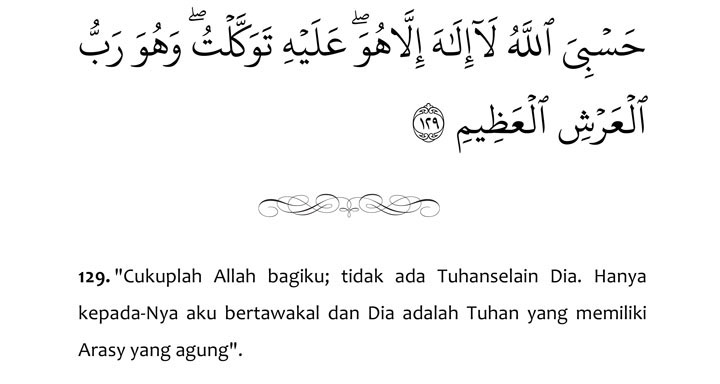 حَسْبِيَ ٱللَّهُ لَآ إِلَٰهَ إِلَّا هُوَ ۖ عَلَيْهِ تَوَكَّلْتُ ۖ وَهُوَ رَبُّ
ٱلْعَرْشِ ٱلْعَظِيمِ ١٢٩
129. "Cukuplah Allah bagiku; tidak ada Tuhanselain Dia. Hanya
kepada-Nya aku bertawakal dan Dia adalah Tuhan yang memiliki
Arasy yang agung".